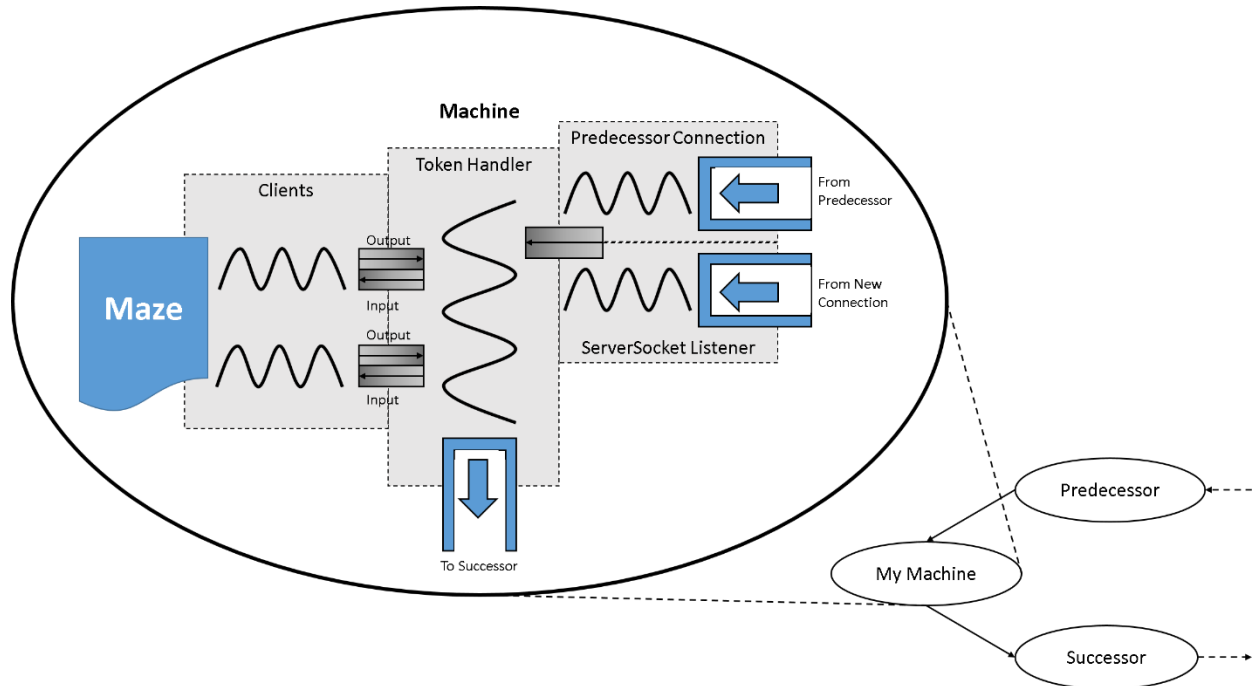 Machine
Predecessor Connection
Token Handler
Clients
From
Predecessor
Output
Input
Maze
From New
Connection
Output
Input
ServerSocket Listener
To Successor
Predecessor
My Machine
Successor